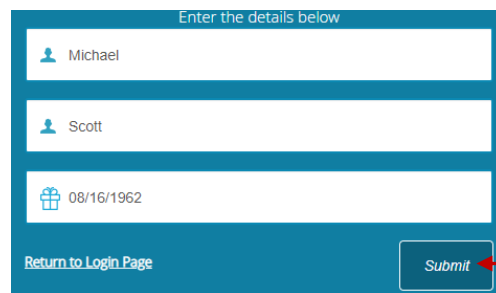 Enter the details below
Michael
Scott
08/16/1962
Return to Login Page
Submit